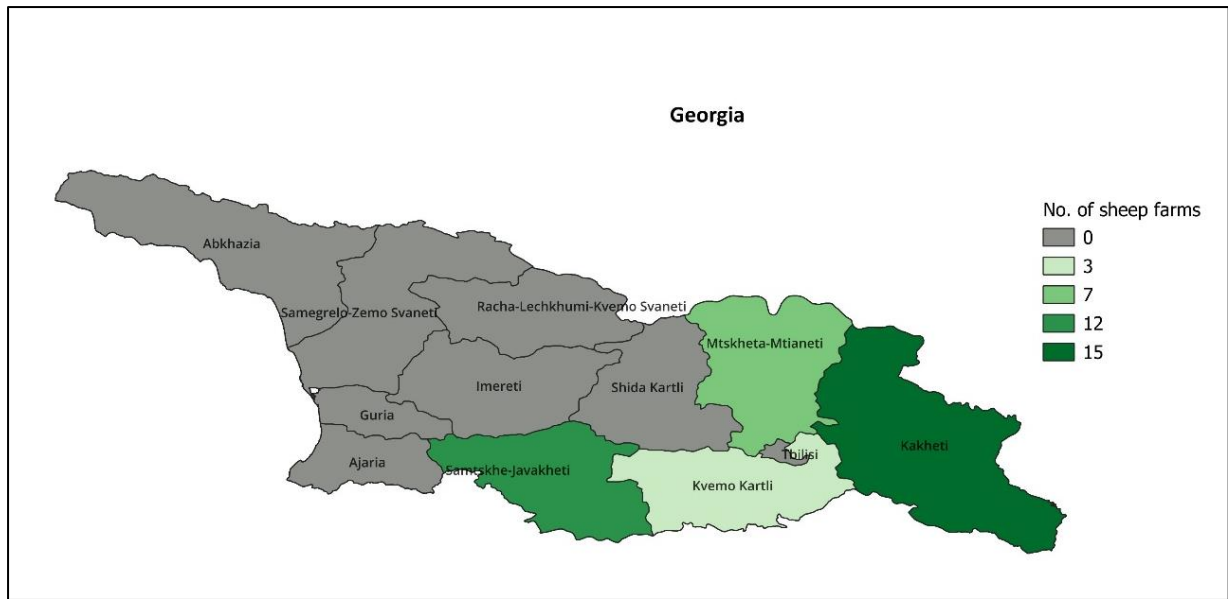 Georgia
No. of sheep farms
0
3
7
12
15
Abkhazia
Samegrelo-Zemo Svaneti
Racha-Lechkhumi-Kvemo Svaneti
Mtskheta-Mtianeti
Imereti
Shida Kartli
Guria
Ajaria
Samtskhe-Javakheti
Tbilisi
Kvemo Kartli
Kakheti